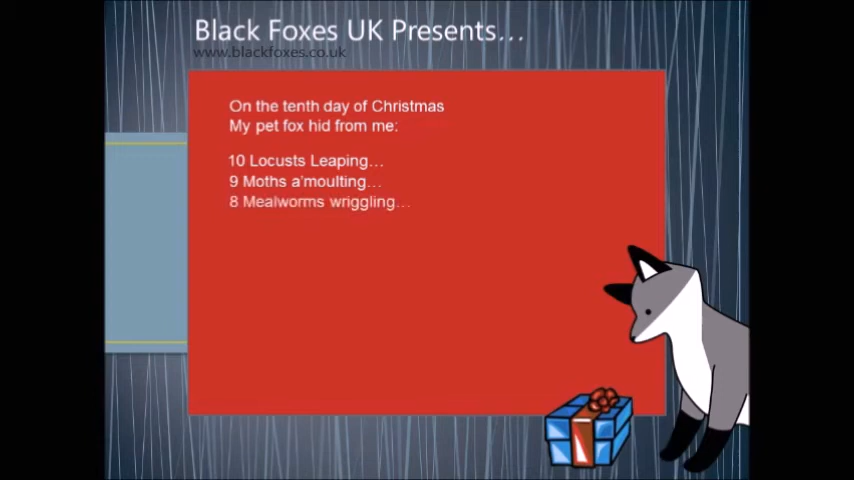 Black Foxes UK Presents...
www.blackfoxes.co.uk
On the tenth day of Christmas
My pet fox hid from me:
10 Locusts Leaping...
9 Moths a'moulting...
8 Mealworms wriggling...